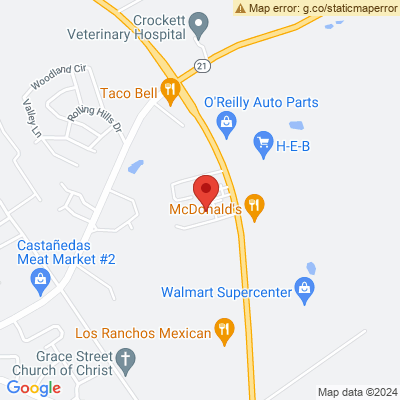 Map error: g.co/staticmaperror
Crockett
Veterinary Hospital
21
Woodland Cir
Valley Ln
Rolling Hills Dr
Taco Bell
O'Reilly Auto Parts
H-E-B
McDonald's
Castañedas
Meat Market #2
Walmart Supercenter
Los Ranchos Mexican
Grace Street
Church of Christ
Google
Map data ©2024